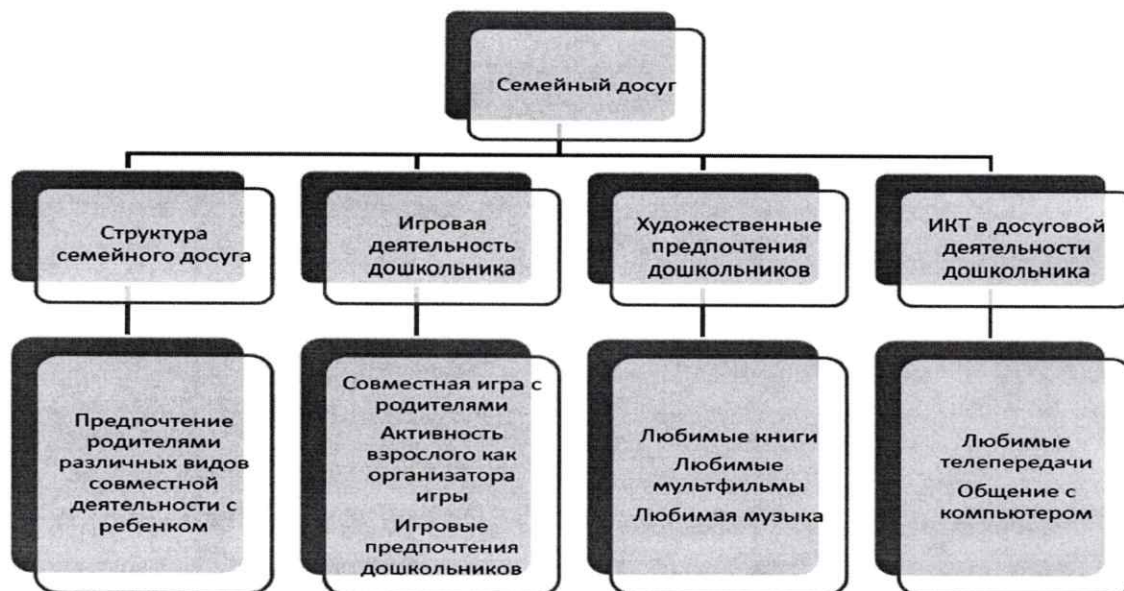 Семейный досуг
Структура
семейного досуга
Игровая
деятельность
дошкольника
Художественные
предпочтения
дошкольников
ИКТ в досуговой
деятельности
дошкольника
Предпочтение
родителями
различных видов
совместной
деятельности с
ребенком
Совместная игра с
родителями
Активность
взрослого как
организатора
игры
Игровые
предпочтения
дошкольников
Любимые книги
Любимые
мультфильмы
Любимая музыка
Любимые
телепередачи
Общение с
компьютером